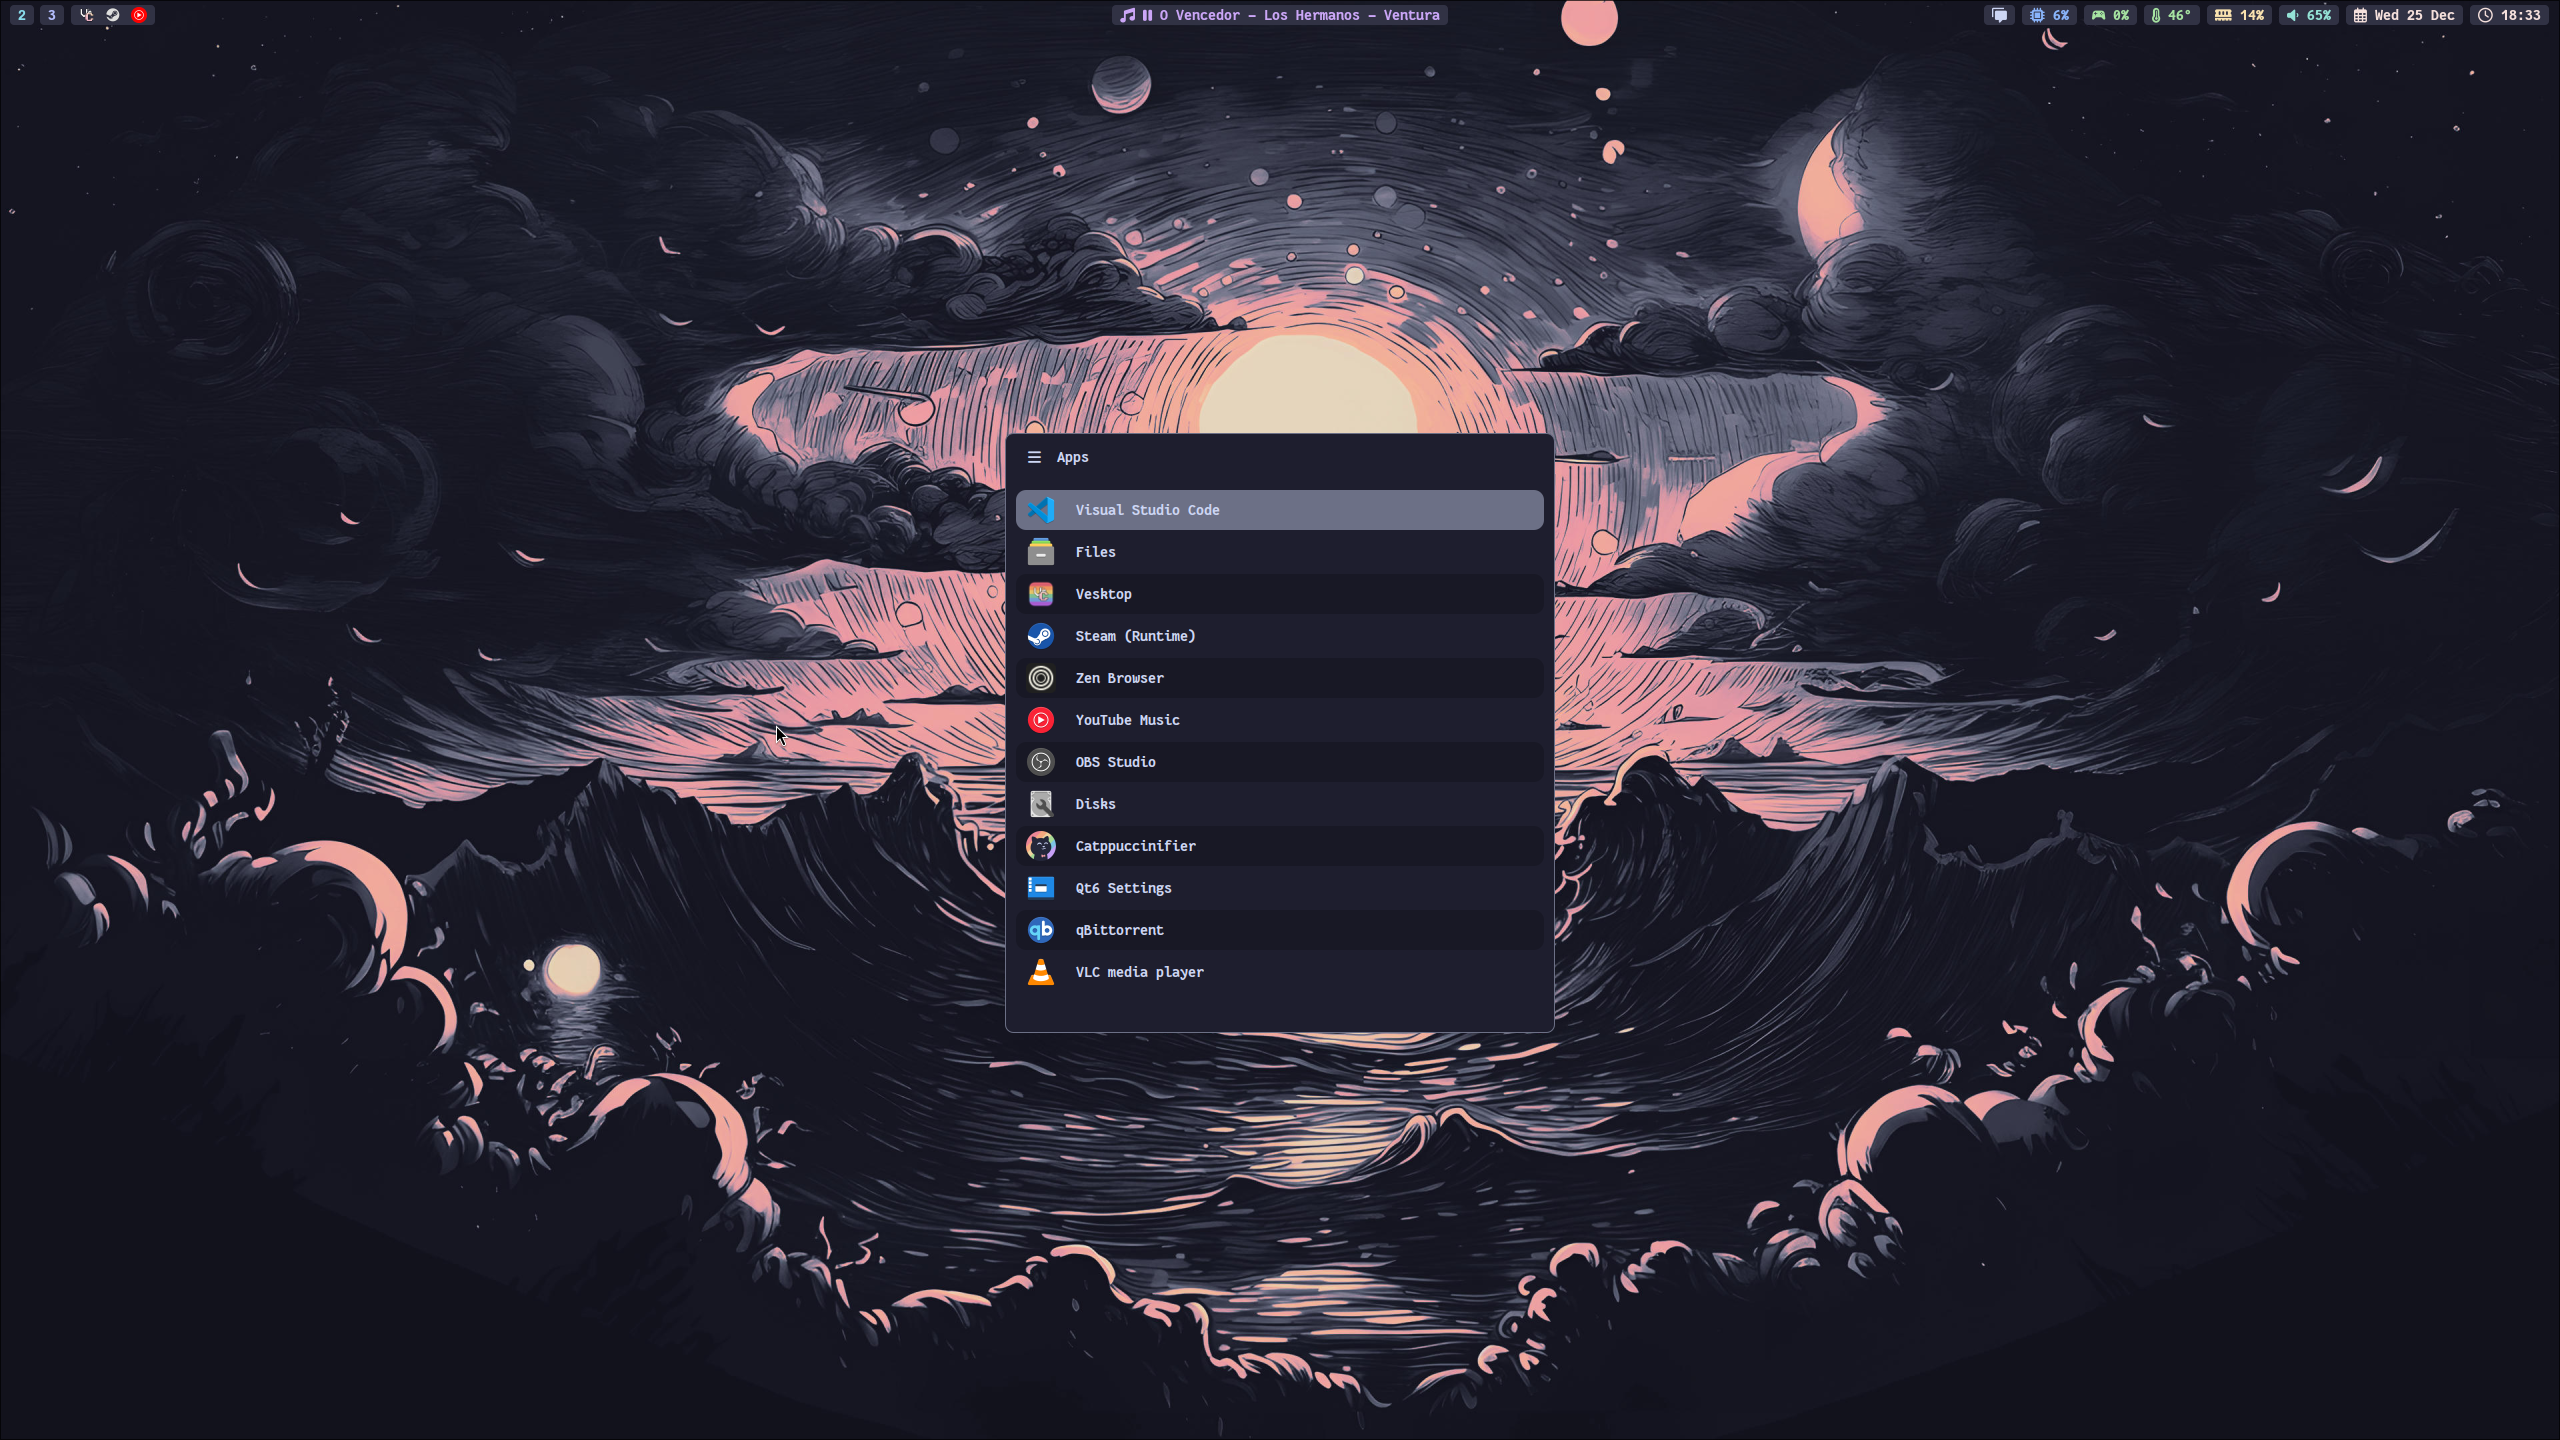 2 3 O Vencedor – Los Hermanos – Ventura 6% 0% 46° 14% 65% Wed 25 Dec 18:33
Apps
Visual Studio Code
Files
Vesktop
Steam (Runtime)
Zen Browser
YouTube Music
OBS Studio
Disks
Catppuccinifier
Qt6 Settings
qBittorrent
VLC media player